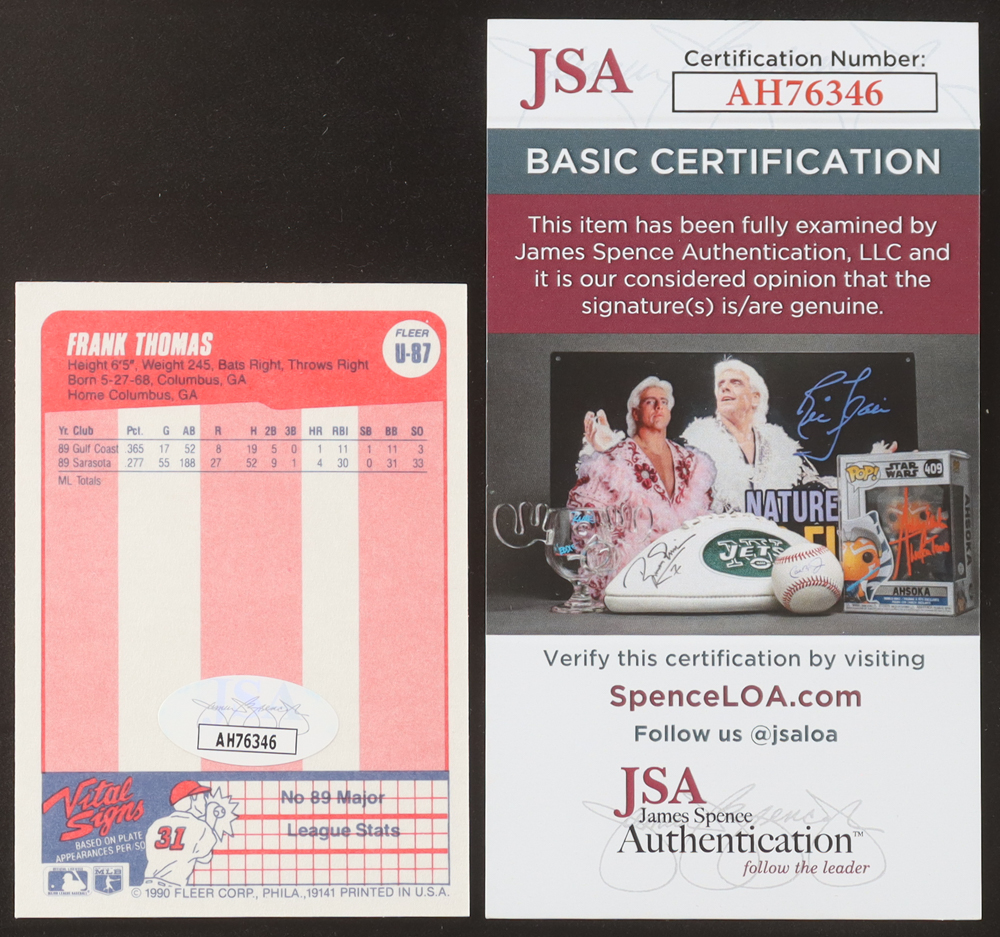 FRANK THOMAS
FLEER
U-87
Height 6'5", Weight 245, Bats Right, Throws Right
Born 5-27-68, Columbus, GA
Home Columbus, GA
Yr. Club Pct. G AB R H 2B 3B HR RBI SB BB SO
89 Gulf Coast .365 17 52 8 19 5 0 1 11 1 11 3
89 Sarasota .277 55 188 27 52 9 1 4 30 0 31 33
ML Totals
JSA
AH76346
Vital
Signs
BASED ON PLATE
APPEARANCES PER/SO
31
No 89 Major
League Stats
MLB
© 1990 FLEER CORP., PHILA.,19141 PRINTED IN U.S.A.
JSA
Certification Number:
AH76346
BASIC CERTIFICATION
This item has been fully examined by
James Spence Authentication, LLC and
it is our considered opinion that the
signature(s) is/are genuine.
NATURE
POP!
STAR
WARS
409
JETS
AHSOKA
AHSOKA
Verify this certification by visiting
SpenceLOA.com
Follow us @jsaloa
JSA
James Spence
Authentication™
follow the leader